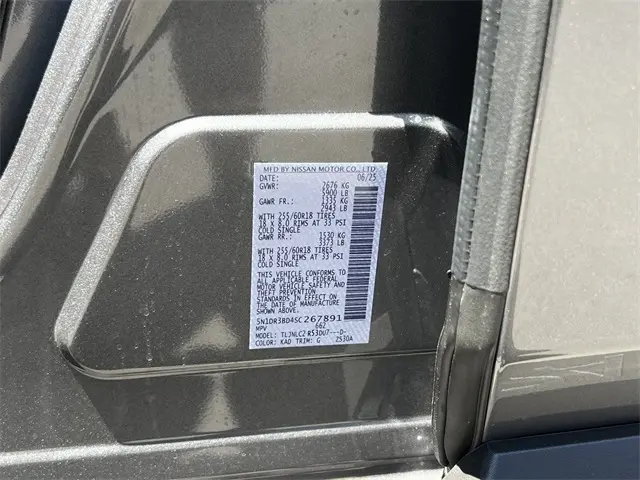 MFD BY NISSAN MOTOR CO., LTD
DATE: 06/25
GVWR: 2676 KG
5900 LB
GAWR FR.: 1335 KG
2943 LB
WITH 255/60R18 TIRES
18 x 8.0 RIMS AT 33 PSI
COLD SINGLE
GAWR RR.: 1530 KG
3373 LB
WITH 255/60R18 TIRES
18 x 8.0 RIMS AT 33 PSI
COLD SINGLE
THIS VEHICLE CONFORMS TO
ALL APPLICABLE FEDERAL
MOTOR VEHICLE SAFETY AND THEFT
STANDARDS IN EFFECT ON
THE DATE OF MANUFACTURE
SHOWN ABOVE.
5N1DR3BD4SC267891
MPV 662
MODEL: TLJNLC2 R53DU7---D-
COLOR: KAD TRIM: G Z530A